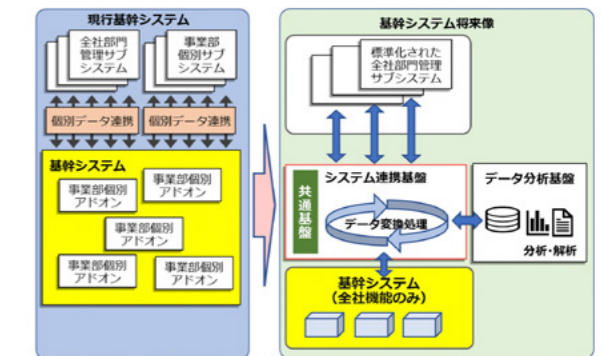 現行基幹システム
全社部門
管理サブ
システム
事業部
個別サブ
システム
個別データ連携
個別データ連携
基幹システム
事業部個別
アドオン
事業部個別
アドオン
事業部個別
アドオン
事業部個別
アドオン
事業部個別
アドオン
基幹システム将来像
標準化された
全社部門管理
サブシステム
システム連携基盤
共通基盤
データ変換処理
データ分析基盤
分析・解析
基幹システム
（全社機能のみ）